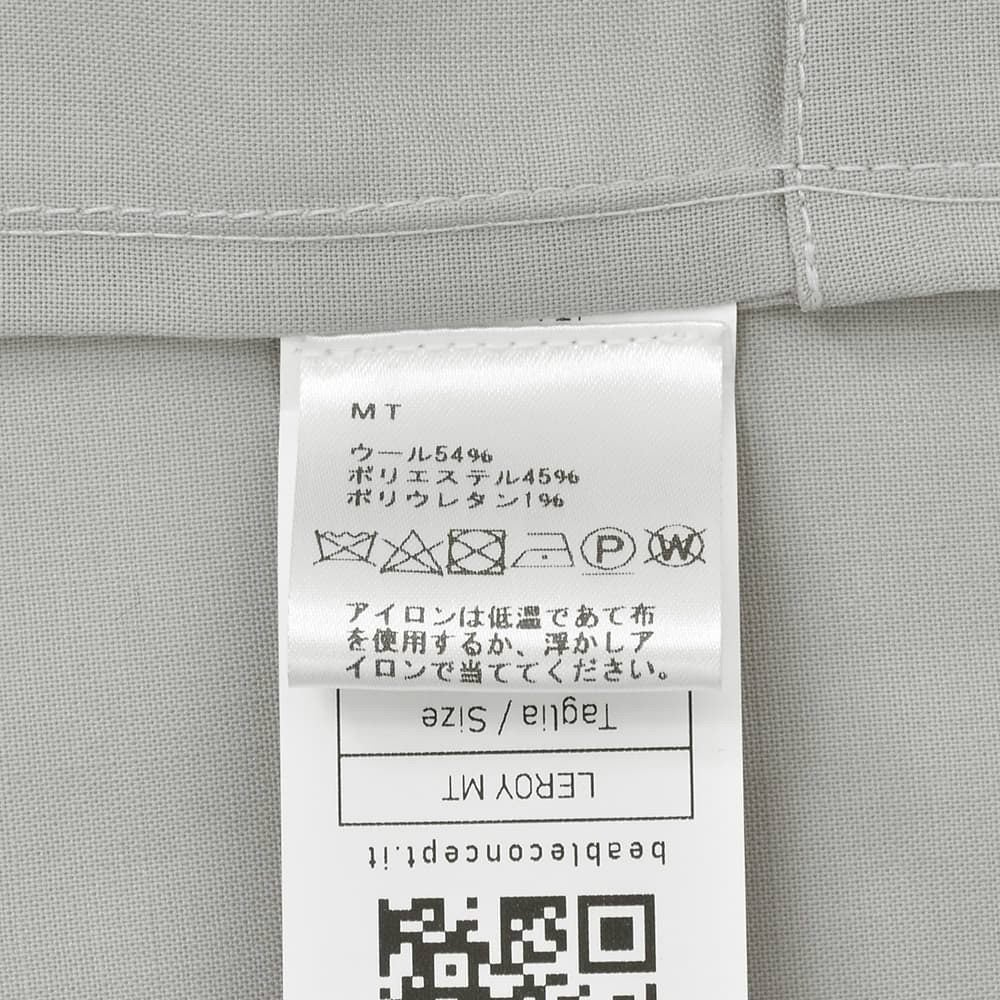 MT
ウール54%
ポリエステル45%
ポリウレタン1%
P W
アイロンは低温であて布
を使用するか、浮かしア
イロンで当ててください。
Taglia / Size
LEROY MT
beableconcept.it